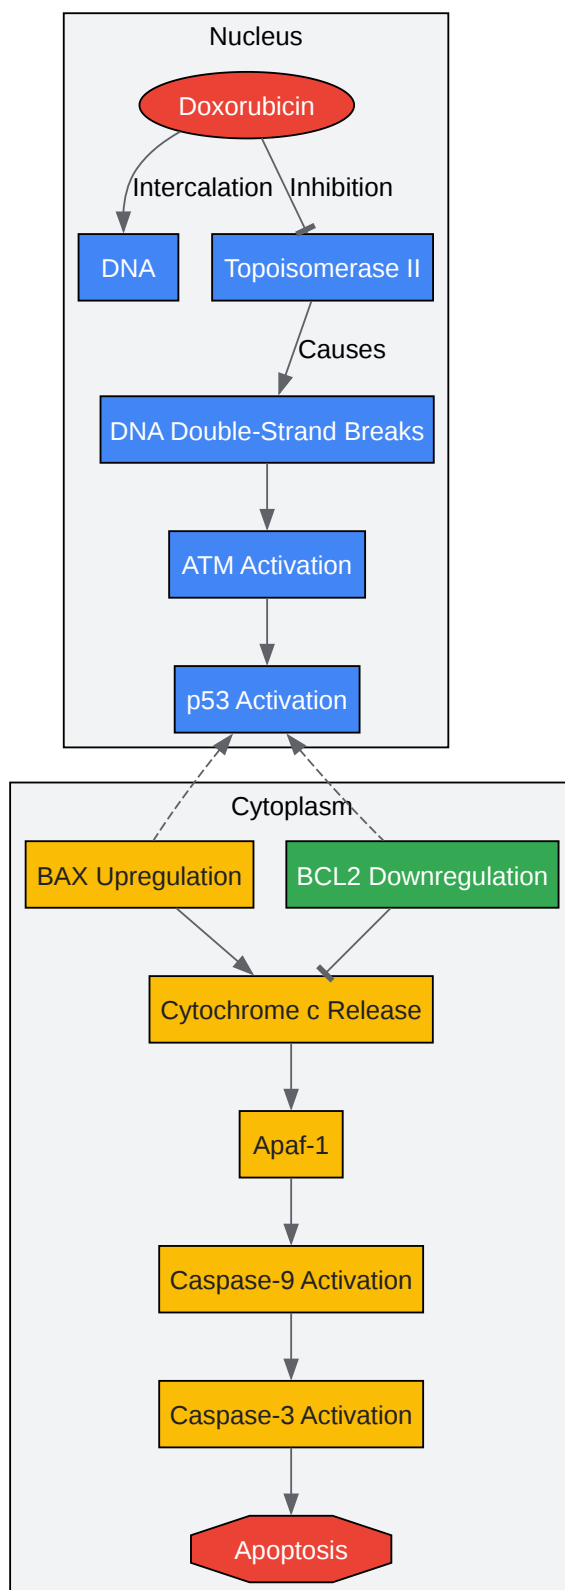 Nucleus
Doxorubicin
Intercalation
Inhibition
DNA
Topoisomerase II
Causes
DNA Double-Strand Breaks
ATM Activation
p53 Activation
Cytoplasm
BAX Upregulation
BCL2 Downregulation
Cytochrome c Release
Apaf-1
Caspase-9 Activation
Caspase-3 Activation
Apoptosis